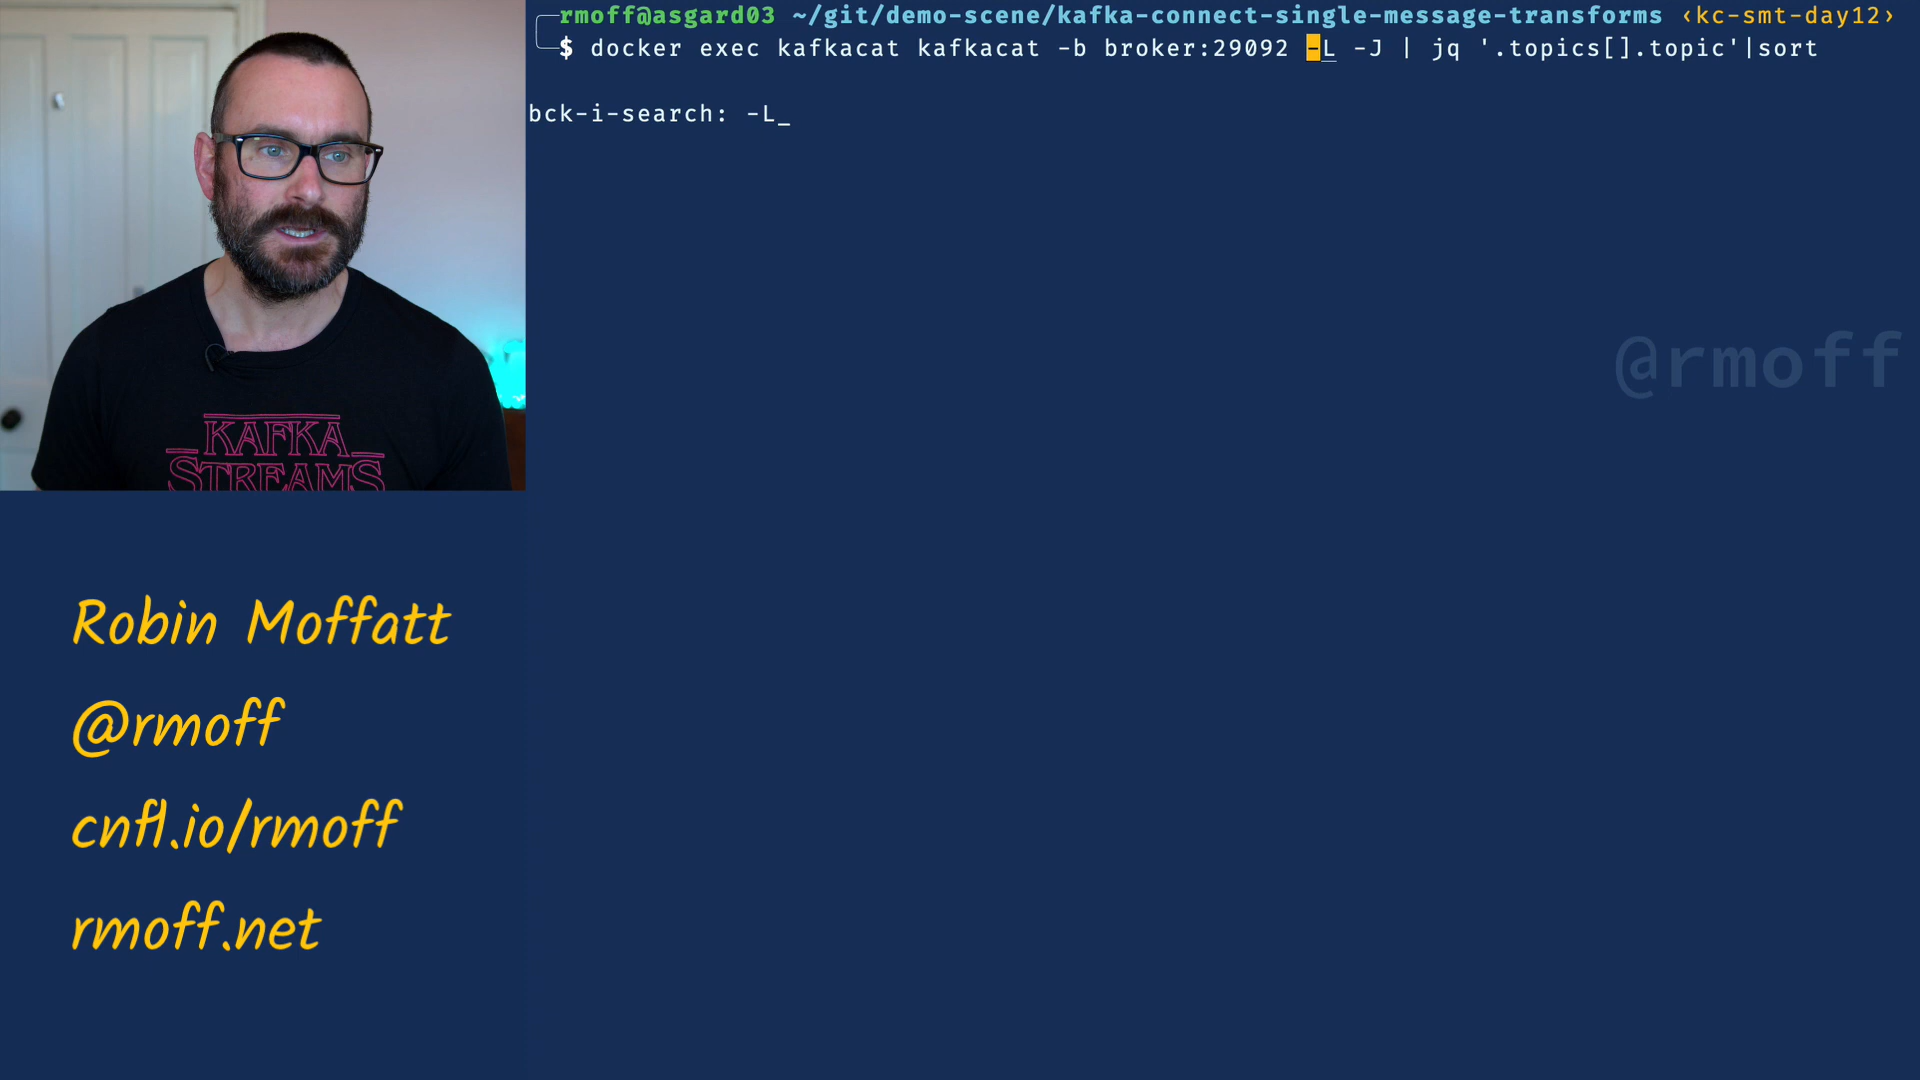 rmoff@asgard03 ~/git/demo-scene/kafka-connect-single-message-transforms ‹kc-smt-day12›
$ docker exec kafkacat kafkacat -b broker:29092 -L -J | jq '.topics[].topic'|sort
bck-i-search: -L_
@rmoff
KAFKA
STREAMS
Robin Moffatt
@rmoff
cnfl.io/rmoff
rmoff.net